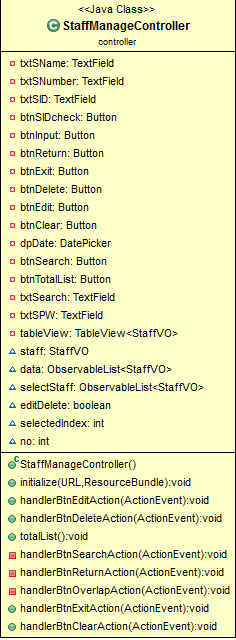 <<Java Class>>
C StaffManageController
controller
txtSName: TextField
txtSNumber: TextField
txtSID: TextField
btnSIDcheck: Button
btnInput: Button
btnReturn: Button
btnExit: Button
btnDelete: Button
btnEdit: Button
btnClear: Button
dpDate: DatePicker
btnSearch: Button
btnTotalList: Button
txtSearch: TextField
txtSPW: TextField
tableView: TableView<StaffVO>
staff: StaffVO
data: ObservableList<StaffVO>
selectStaff: ObservableList<StaffVO>
editDelete: boolean
selectedIndex: int
no: int
c StaffManageController()
initialize(URL,ResourceBundle):void
handlerBtnEditAction(ActionEvent):void
handlerBtnDeleteAction(ActionEvent):void
totalList():void
handlerBtnSearchAction(ActionEvent):void
handlerBtnReturnAction(ActionEvent):void
handlerBtnOverlapAction(ActionEvent):void
handlerBtnExitAction(ActionEvent):void
handlerBtnClearAction(ActionEvent):void